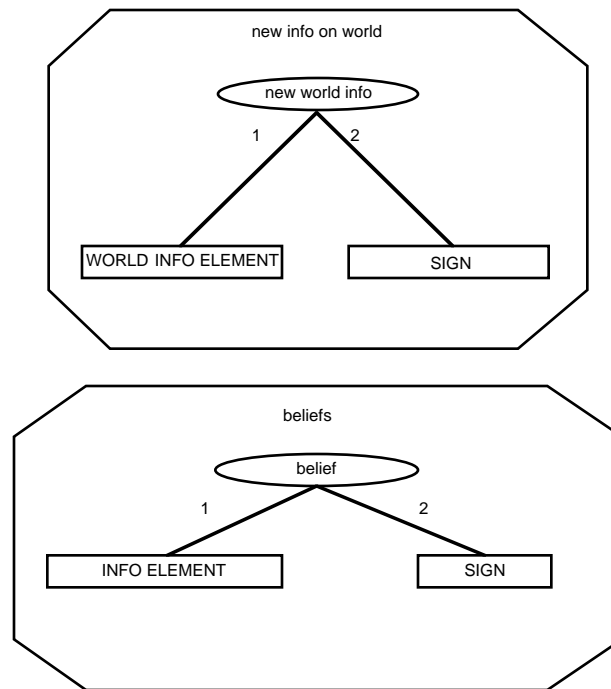 new info on world
new world info
1 2
WORLD INFO ELEMENT SIGN
beliefs
belief
1 2
INFO ELEMENT SIGN